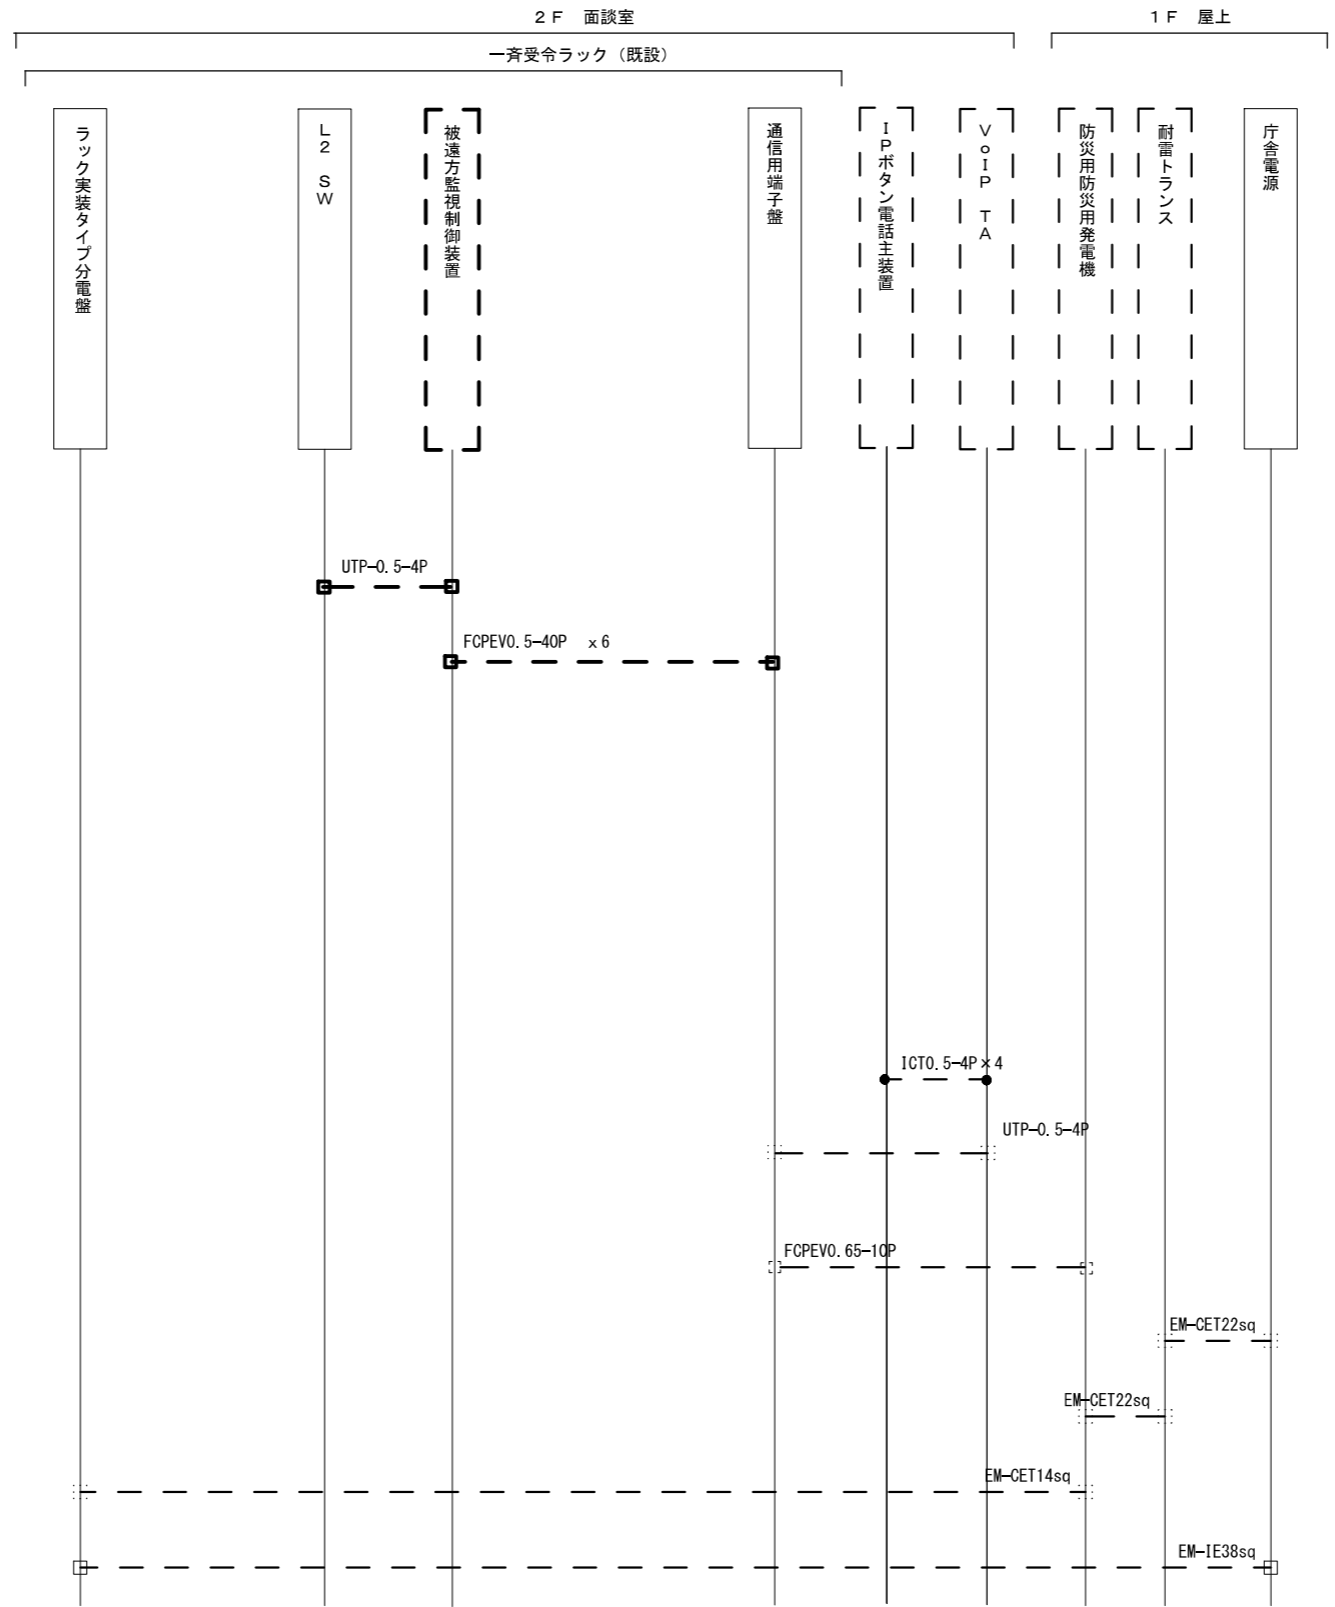 ２Ｆ　面談室
１Ｆ　屋上
一斉受令ラック（既設）
ラック実装タイプ分電盤
Ｌ２　ＳＷ
被遠方監視制御装置
通信用端子盤
ＩＰボタン電話主装置
ＶｏＩＰ　ＴＡ
防災用防災用発電機
耐雷トランス
庁舎電源
UTP-0.5-4P
FCPEV0.5-40P　x6
ICT0.5-4P×4
UTP-0.5-4P
FCPEV0.65-10P
EM-CET22sq
EM-CET22sq
EM-CET14sq
EM-IE38sq